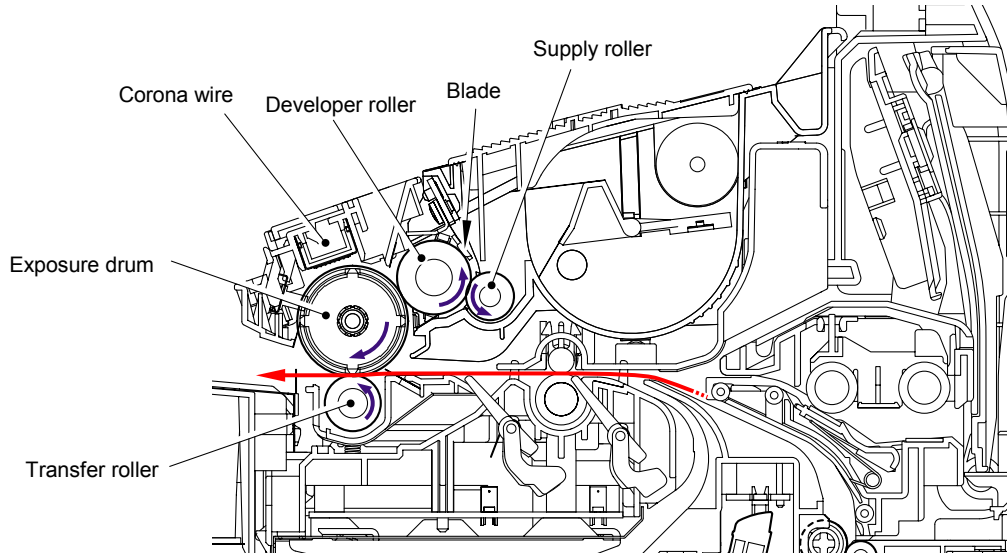 Supply roller
Blade
Corona wire
Developer roller
Exposure drum
Transfer roller